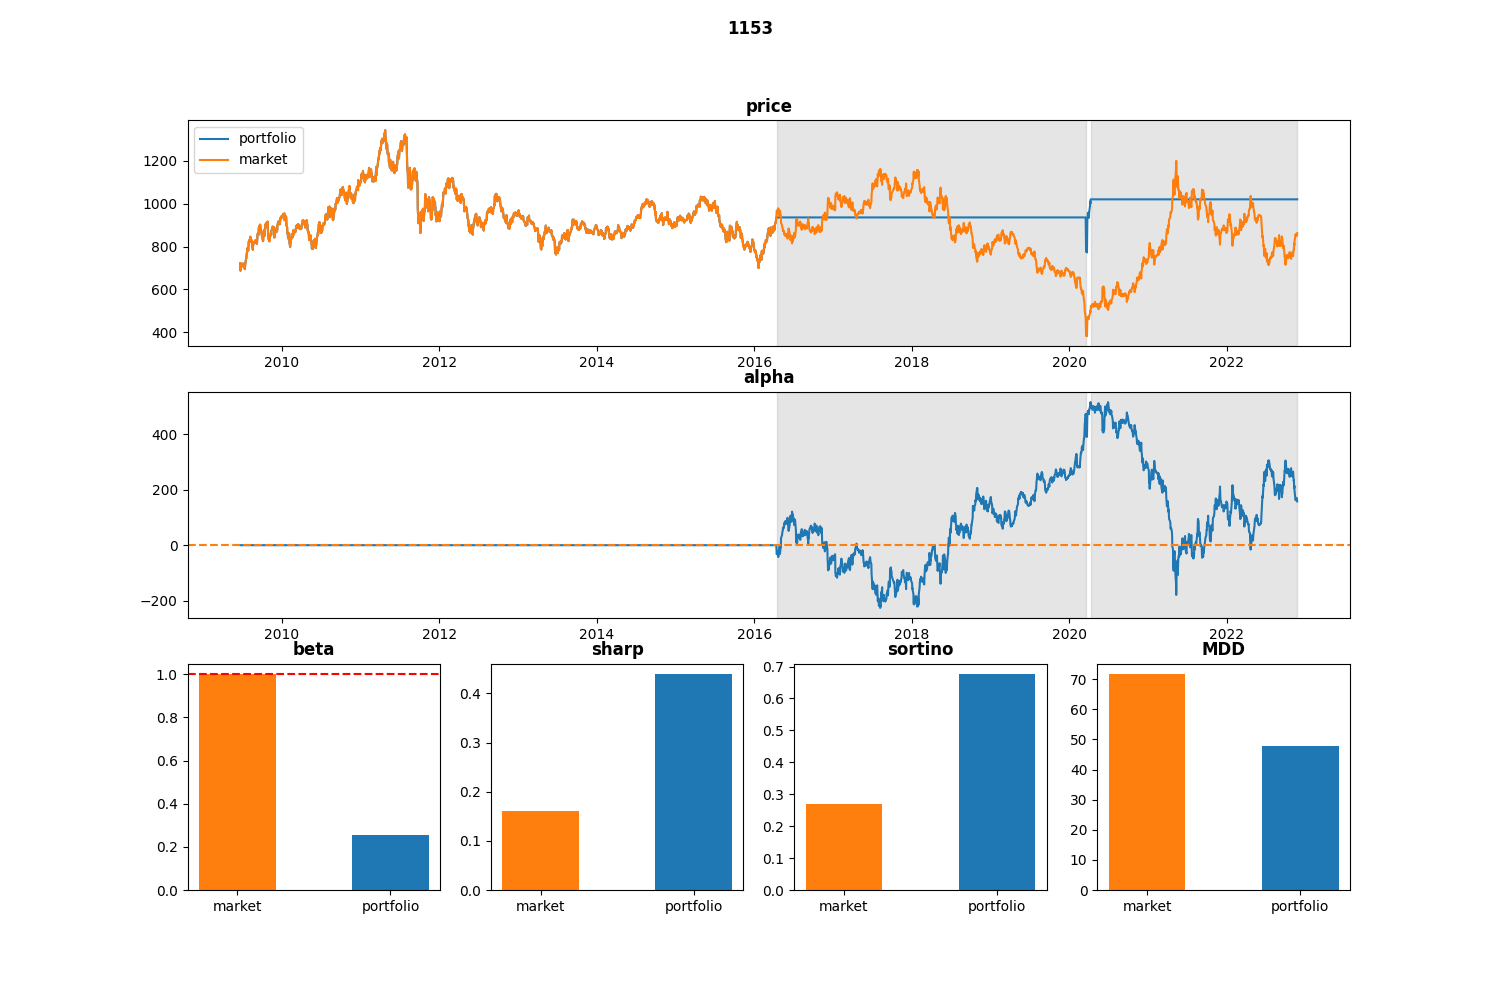 1153
price
portfolio
market
1200
1000
800
600
400
2010 2012 2014 2016 2018 2020 2022
alpha
400
200
0
−200
2010 2012 2014 2016 2018 2020 2022
beta
1.0
0.8
0.6
0.4
0.2
0.0
market portfolio
sharp
0.4
0.3
0.2
0.1
0.0
market portfolio
sortino
0.7
0.6
0.5
0.4
0.3
0.2
0.1
0.0
market portfolio
MDD
70
60
50
40
30
20
10
0
market portfolio